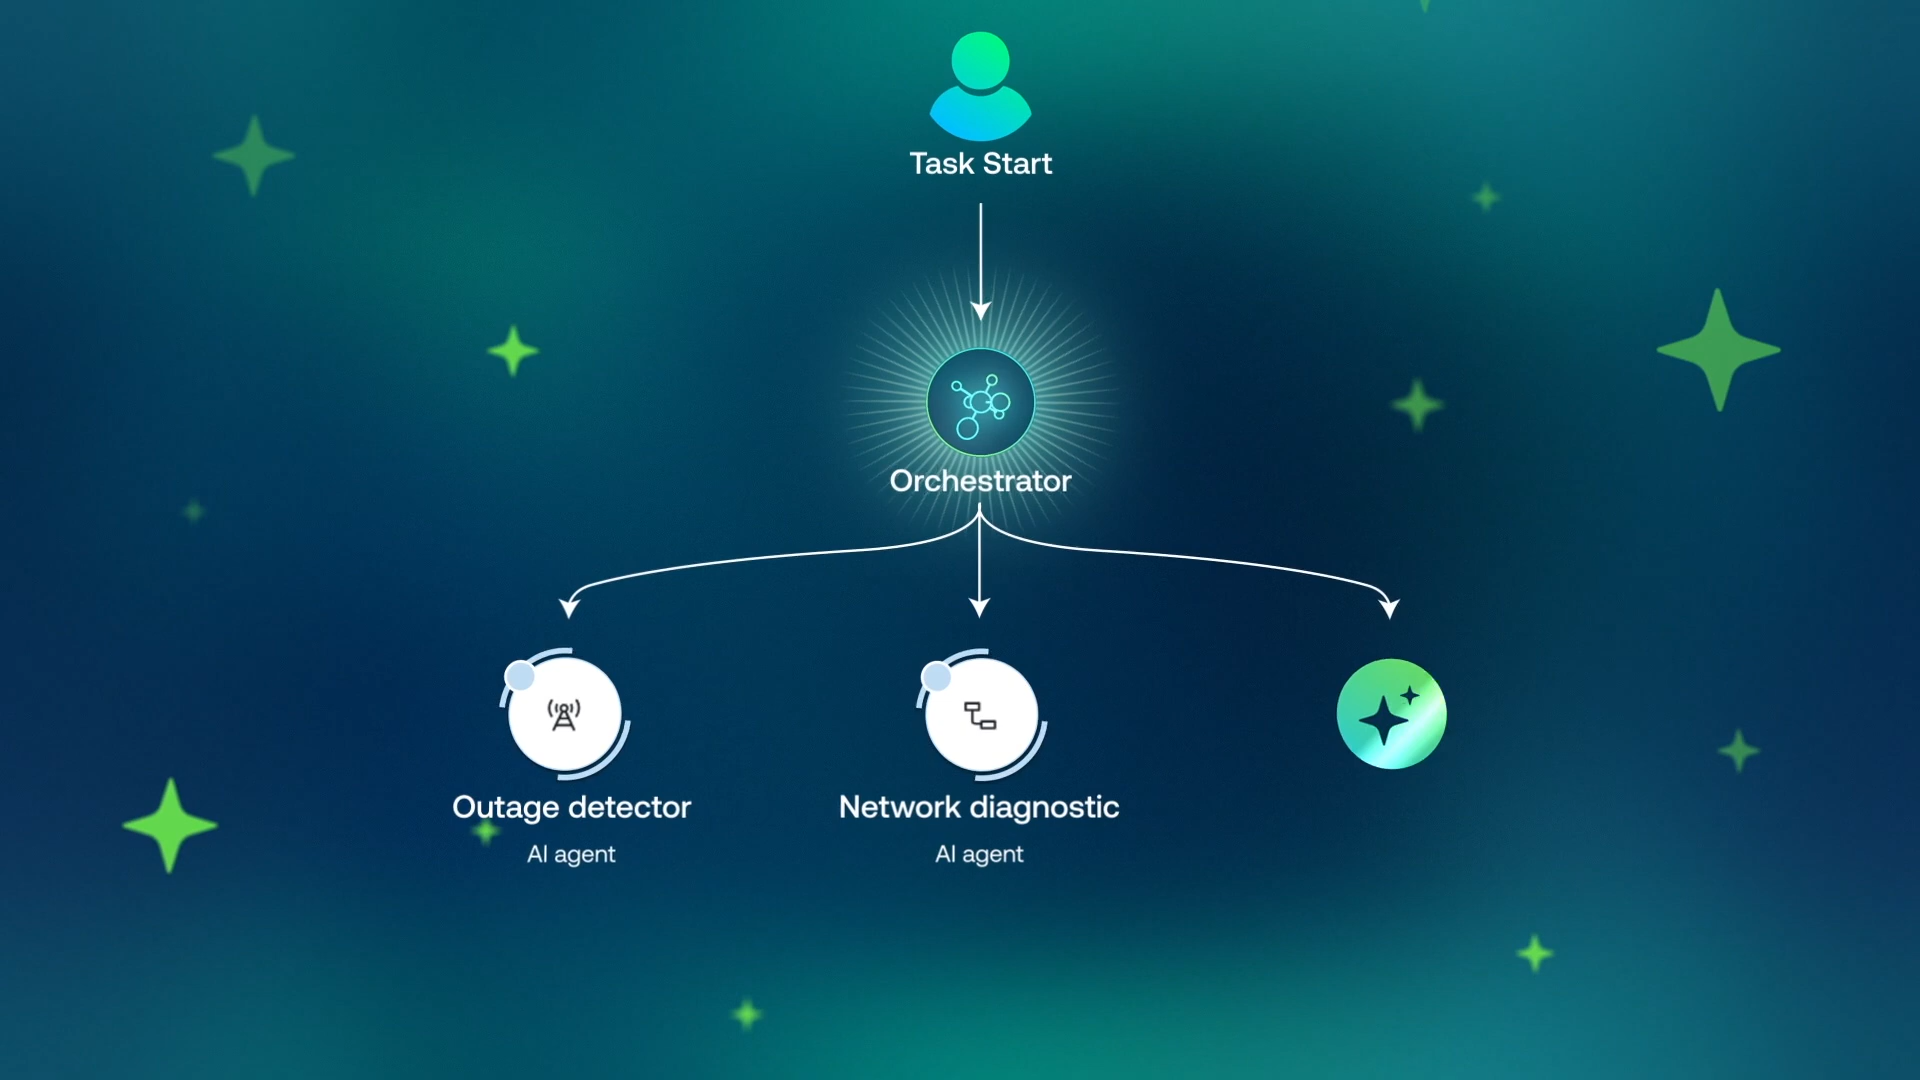 Task Start
Orchestrator
Outage detector
AI agent
Network diagnostic
AI agent